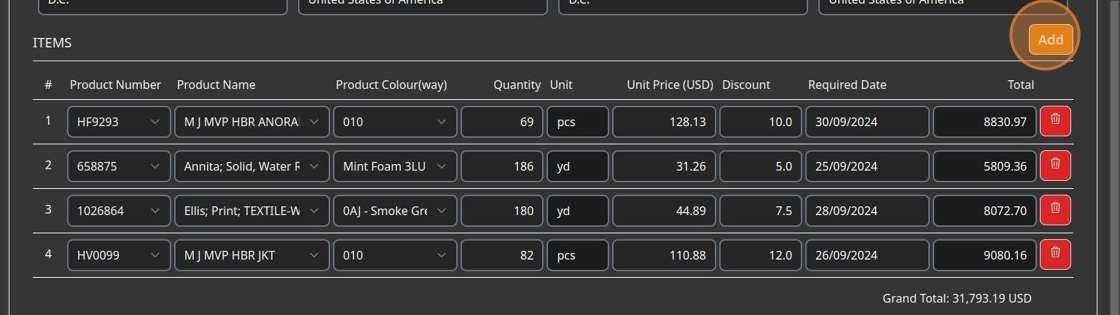 D.C. United States of America D.C. United States of America
ITEMS Add
# Product Number Product Name Product Colour(way) Quantity Unit Unit Price (USD) Discount Required Date Total
1 HF9293 M J MVP HBR ANORA 010 69 pcs 128.13 10.0 30/09/2024 8830.97
2 658875 Annita; Solid, Water R Mint Foam 3LU 186 yd 31.26 5.0 25/09/2024 5809.36
3 1026864 Ellis; Print; TEXTILE-W 0AJ - Smoke Gre 180 yd 44.89 7.5 28/09/2024 8072.70
4 HV0099 M J MVP HBR JKT 010 82 pcs 110.88 12.0 26/09/2024 9080.16
Grand Total: 31,793.19 USD